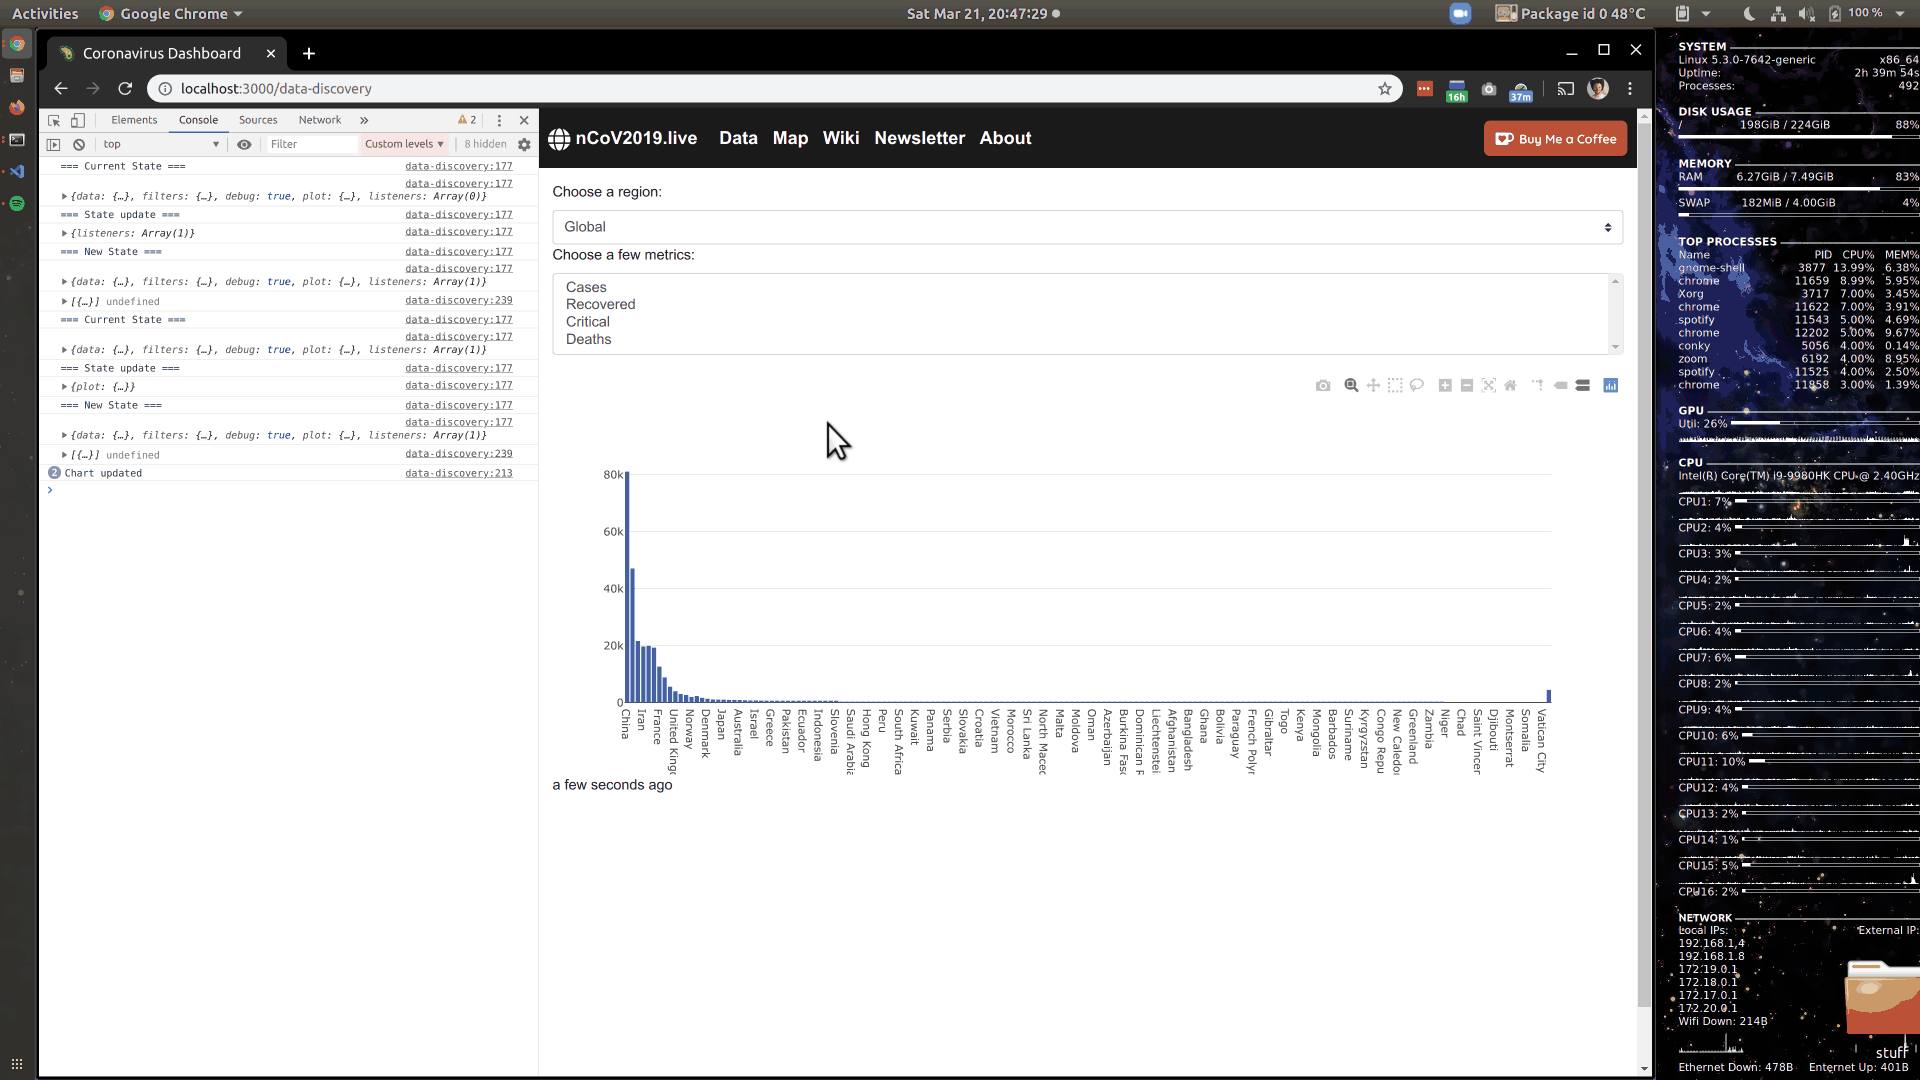 Activities
Google Chrome
Sat Mar 21, 20:47:29
Package id 0 48°C
100 %
Coronavirus Dashboard
localhost:3000/data-discovery
16h
37m
Elements Console Sources Network 2
top
Filter
Custom levels
8 hidden
=== Current State === data-discovery:177
data-discovery:177
{data: {…}, filters: {…}, debug: true, plot: {…}, listeners: Array(0)}
=== State update === data-discovery:177
{listeners: Array(1)} data-discovery:177
=== New State === data-discovery:177
data-discovery:177
{data: {…}, filters: {…}, debug: true, plot: {…}, listeners: Array(1)}
[{…}] undefined data-discovery:239
=== Current State === data-discovery:177
data-discovery:177
{data: {…}, filters: {…}, debug: true, plot: {…}, listeners: Array(1)}
=== State update === data-discovery:177
{plot: {…}} data-discovery:177
=== New State === data-discovery:177
data-discovery:177
{data: {…}, filters: {…}, debug: true, plot: {…}, listeners: Array(1)}
[{…}] undefined data-discovery:239
2 Chart updated data-discovery:213
nCoV2019.live Data Map Wiki Newsletter About
Buy Me a Coffee
Choose a region:
Global
Choose a few metrics:
Cases
Recovered
Critical
Deaths
80k
60k
40k
20k
0
China
Iran
France
United Kingd
Norway
Denmark
Japan
Australia
Israel
Greece
Pakistan
Ecuador
Indonesia
Slovenia
Saudi Arabia
Hong Kong
Peru
South Africa
Kuwait
Panama
Serbia
Slovakia
Croatia
Vietnam
Morocco
Sri Lanka
North Maced
Malta
Moldova
Oman
Azerbaijan
Burkina Faso
Dominican R
Liechtenstei
Afghanistan
Bangladesh
Ghana
Bolivia
Paraguay
French Polyn
Gibraltar
Togo
Kenya
Mongolia
Barbados
Suriname
Kyrgyzstan
Congo Repu
New Caledo
Greenland
Zambia
Niger
Chad
Saint Vincen
Djibouti
Montserrat
Somalia
Vatican City
a few seconds ago
SYSTEM
Linux 5.3.0-7642-generic x86_64
Uptime: 2h 39m 54s
Processes: 492
DISK USAGE
/ 198GiB / 224GiB 88%
MEMORY
RAM 6.27GiB / 7.49GiB 83%
SWAP 182MiB / 4.00GiB 4%
TOP PROCESSES
Name PID CPU% MEM%
gnome-shell 3877 13.99% 6.38%
chrome 11659 8.99% 5.95%
Xorg 3717 7.00% 3.45%
chrome 11622 7.00% 3.91%
spotify 11543 5.00% 4.69%
chrome 12202 5.00% 9.67%
conky 5056 4.00% 0.14%
zoom 6192 4.00% 8.95%
spotify 11525 4.00% 2.50%
chrome 11858 3.00% 1.39%
GPU
Util: 26%
CPU
Intel(R) Core(TM) i9-9980HK CPU @ 2.40GHz
CPU1: 7%
CPU2: 4%
CPU3: 3%
CPU4: 2%
CPU5: 2%
CPU6: 4%
CPU7: 6%
CPU8: 2%
CPU9: 4%
CPU10: 6%
CPU11: 10%
CPU12: 4%
CPU13: 2%
CPU14: 1%
CPU15: 5%
CPU16: 2%
NETWORK
Local IPs: External IP:
192.168.1.4
192.168.1.8
172.19.0.1
172.18.0.1
172.17.0.1
172.20.0.1
Wifi Down: 214B
stuff
Ethernet Down: 478B Enternet Up: 401B